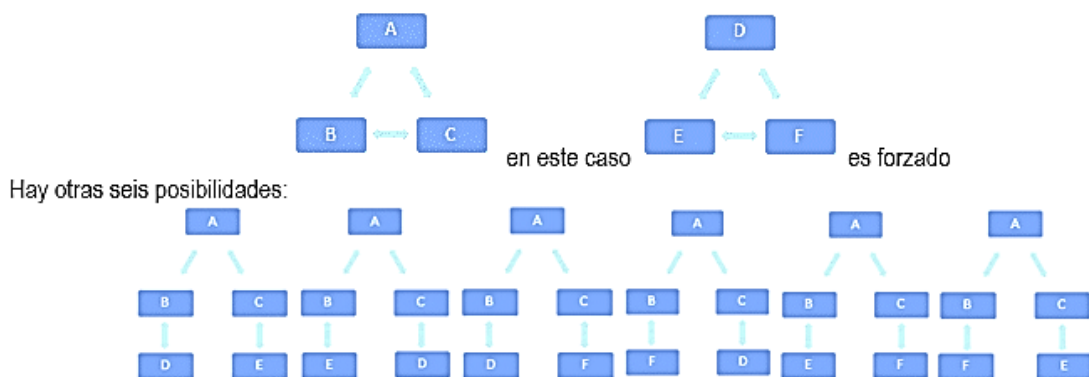 A D
B C en este caso E F es forzado
Hay otras seis posibilidades:
A A A A A A
B C B C B C B C B C B C
D E E D D F F D E F F E